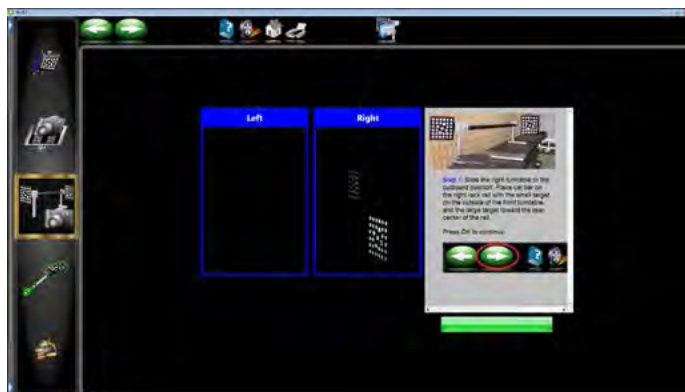 Left
Right
Step 1: Slide the right turntable to the
outboard position. Place cal bar on
the right rack rail with the small target
on the outside of the front turntable,
and the large target toward the rear
center of the rail.
Press OK to continue.